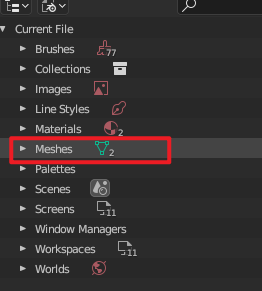 Current File
Brushes 77
Collections
Images
Line Styles
Materials 2
Meshes 2
Palettes
Scenes
Screens 11
Window Managers
Workspaces 11
Worlds